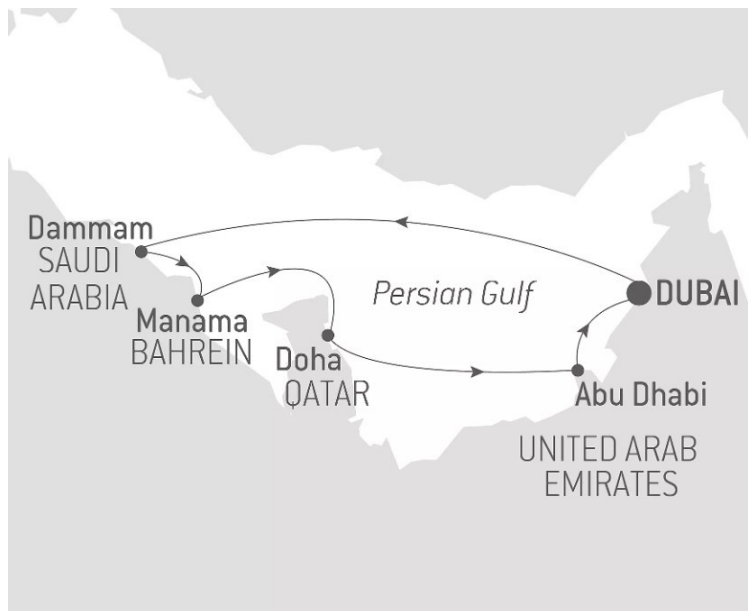 Dammam
SAUDI
ARABIA
Manama
BAHREIN
Doha
QATAR
Persian Gulf
DUBAI
Abu Dhabi
UNITED ARAB
EMIRATES